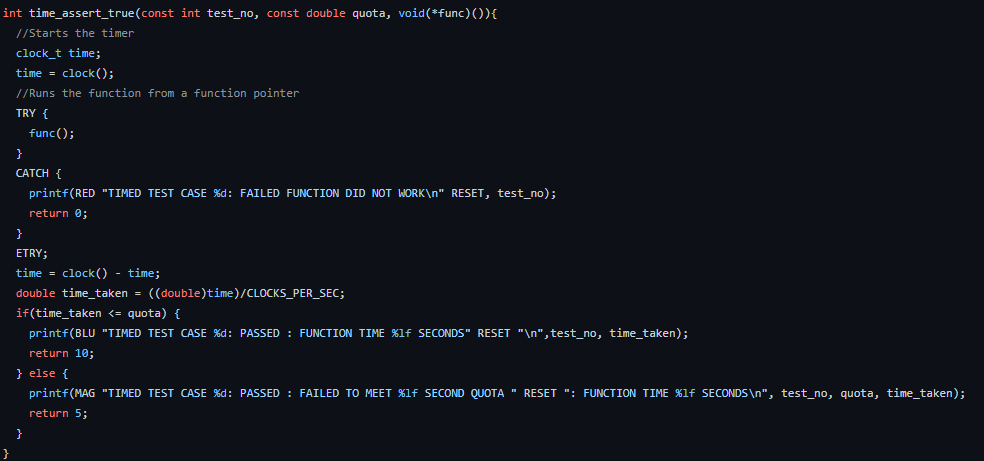 int time_assert_true(const int test_no, const double quota, void(*func)()){
  //Starts the timer
  clock_t time;
  time = clock();
  //Runs the function from a function pointer
  TRY {
    func();
  }
  CATCH {
    printf(RED "TIMED TEST CASE %d: FAILED FUNCTION DID NOT WORK\n" RESET, test_no);
    return 0;
  }
  ETRY;
  time = clock() - time;
  double time_taken = ((double)time)/CLOCKS_PER_SEC;
  if(time_taken <= quota) {
    printf(BLU "TIMED TEST CASE %d: PASSED : FUNCTION TIME %lf SECONDS" RESET "\n",test_no, time_taken);
    return 10;
  } else {
    printf(MAG "TIMED TEST CASE %d: PASSED : FAILED TO MEET %lf SECOND QUOTA " RESET ": FUNCTION TIME %lf SECONDS\n", test_no, quota, time_taken);
    return 5;
  }
}